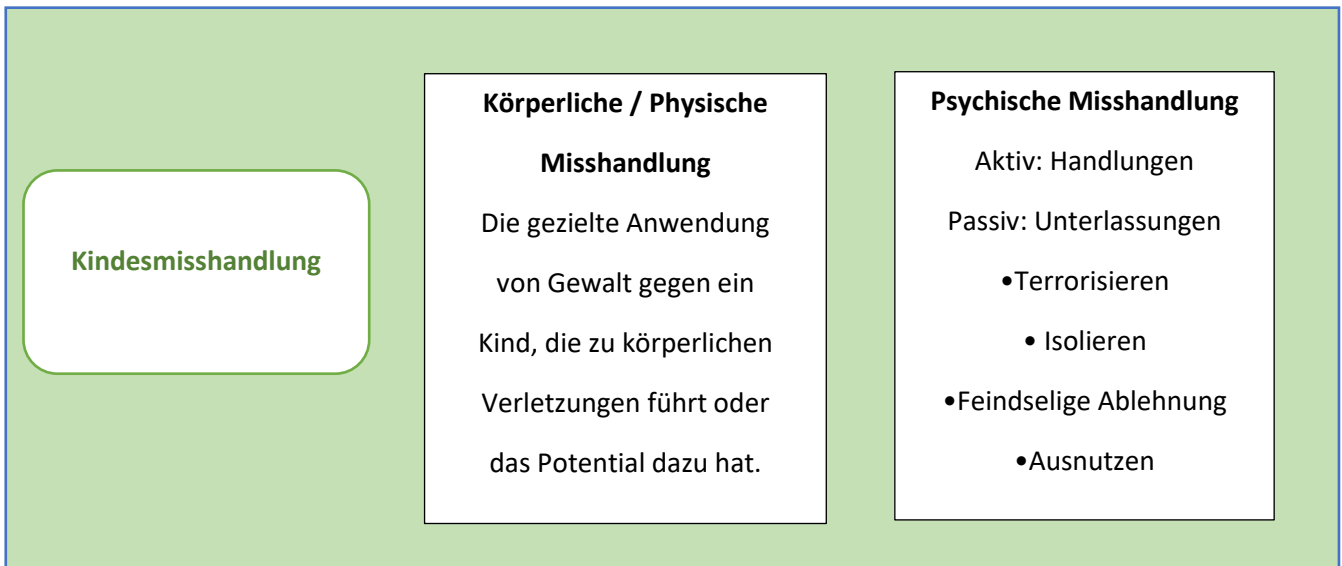 Kindesmisshandlung
Körperliche / Physische
Misshandlung
Die gezielte Anwendung
von Gewalt gegen ein
Kind, die zu körperlichen
Verletzungen führt oder
das Potential dazu hat.
Psychische Misshandlung
Aktiv: Handlungen
Passiv: Unterlassungen
•Terrorisieren
• Isolieren
•Feindselige Ablehnung
•Ausnutzen